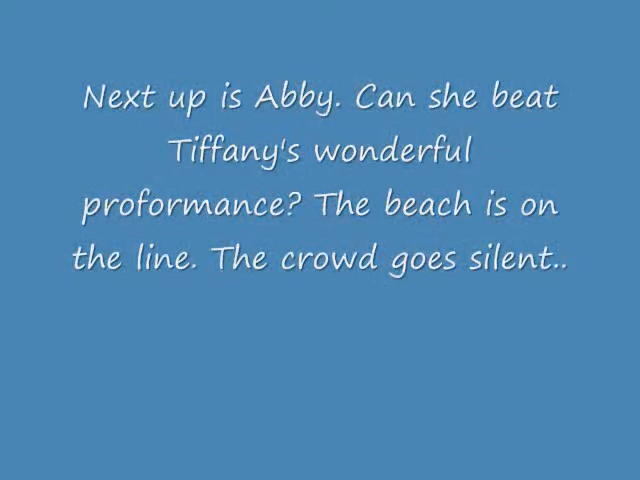 Next up is Abby. Can she beat
Tiffany's wonderful
proformance? The beach is on
the line. The crowd goes silent..